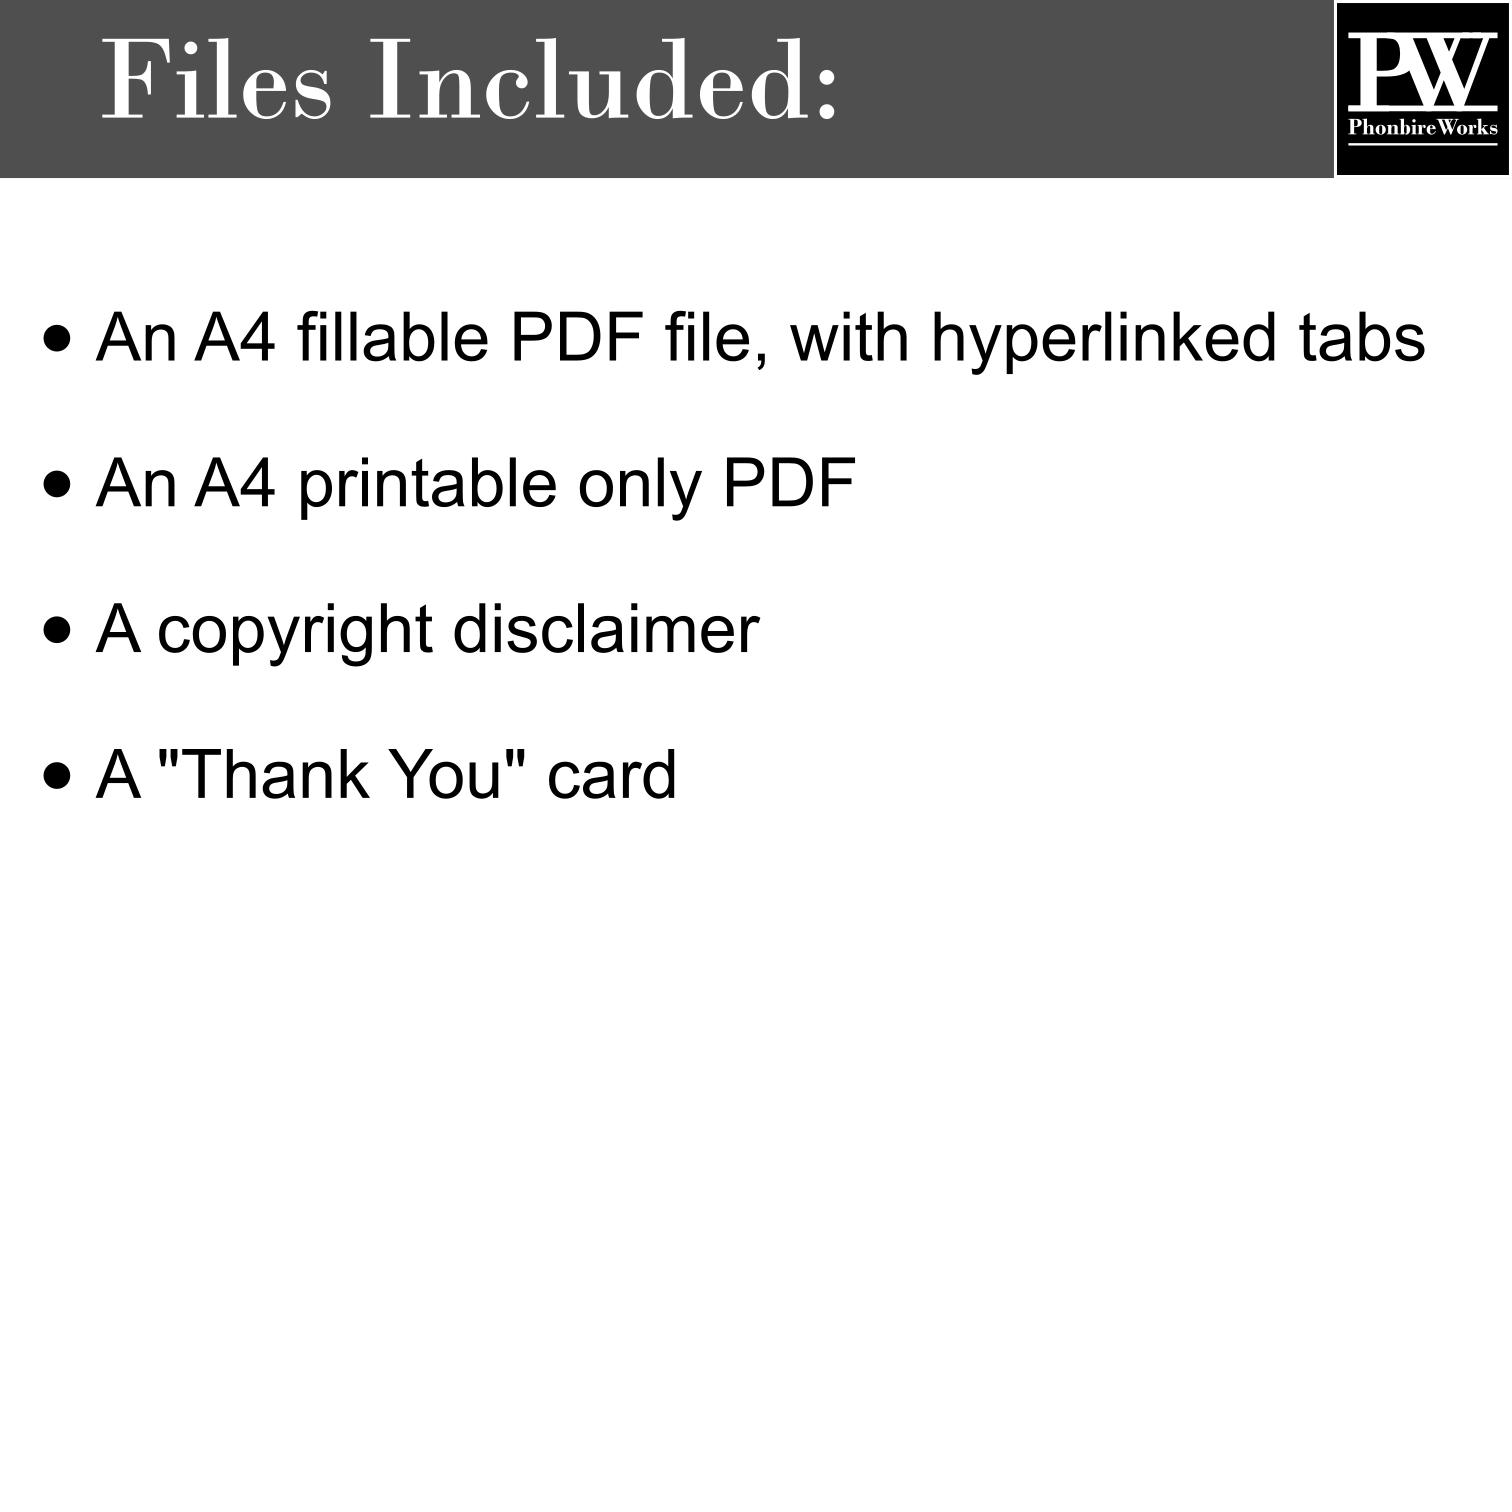 Files Included:
PW
PhonbireWorks
• An A4 fillable PDF file, with hyperlinked tabs
• An A4 printable only PDF
• A copyright disclaimer
• A "Thank You" card